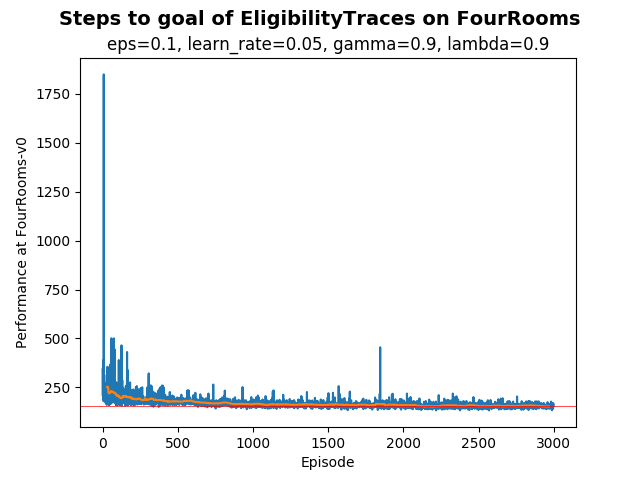 Steps to goal of EligibilityTraces on FourRooms
eps=0.1, learn_rate=0.05, gamma=0.9, lambda=0.9
Performance at FourRooms-v0
1750
1500
1250
1000
750
500
250
0 500 1000 1500 2000 2500 3000
Episode